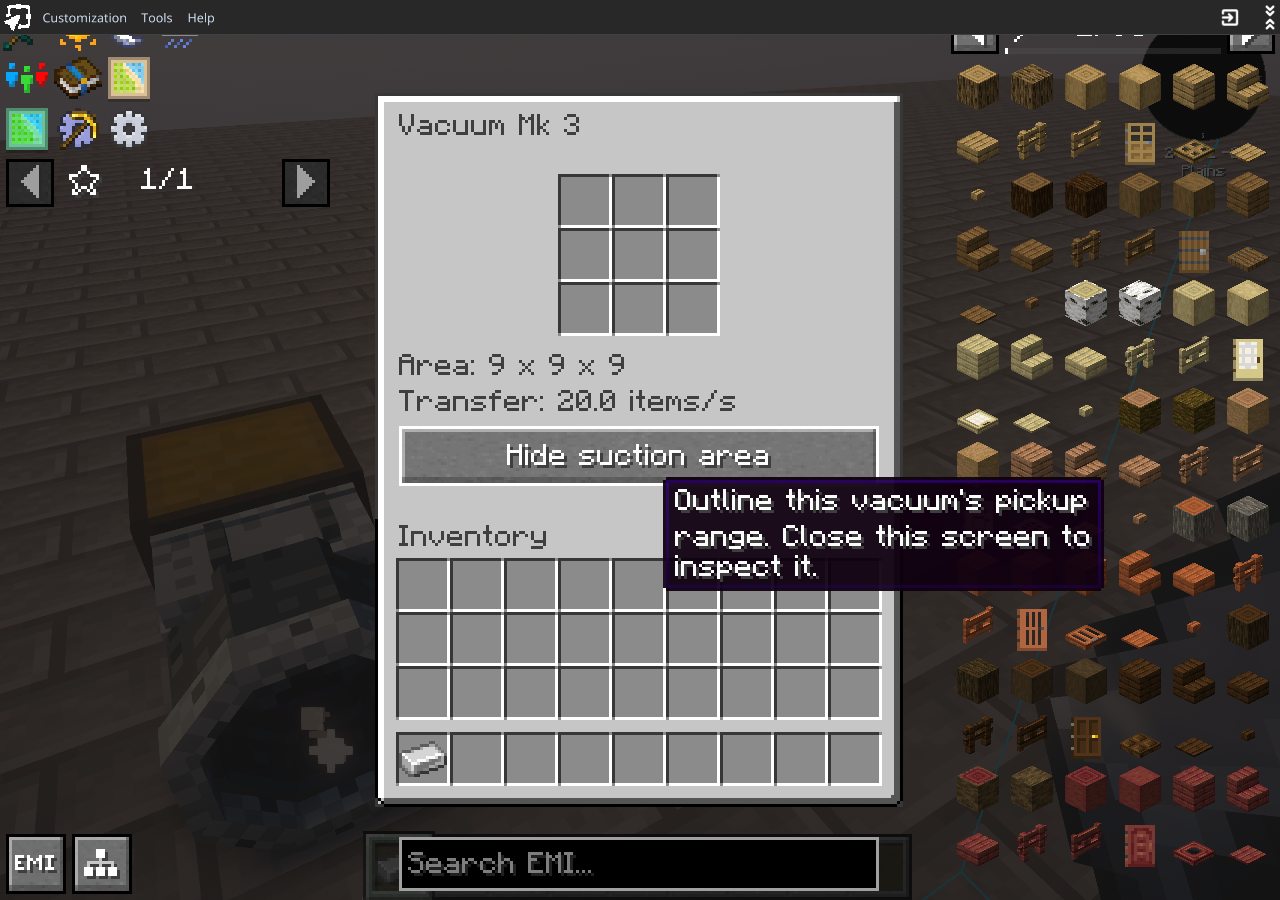 Customization Tools Help
Vacuum Mk 3
1/1
Plains
Area: 9 x 9 x 9
Transfer: 20.0 items/s
Hide suction area
Outline this vacuum's pickup
range. Close this screen to
inspect it.
Inventory
EMI
Search EMI...